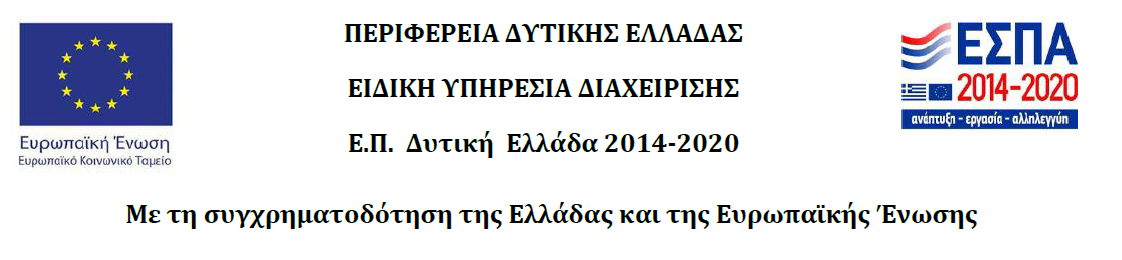 Ευρωπαϊκή Ένωση
Ευρωπαϊκό Κοινωνικό Ταμείο
ΠΕΡΙΦΕΡΕΙΑ ΔΥΤΙΚΗΣ ΕΛΛΑΔΑΣ
ΕΙΔΙΚΗ ΥΠΗΡΕΣΙΑ ΔΙΑΧΕΙΡΙΣΗΣ
Ε.Π. Δυτική Ελλάδα 2014-2020
ΕΣΠΑ
2014-2020
ανάπτυξη - εργασία - αλληλεγγύη
Με τη συγχρηματοδότηση της Ελλάδας και της Ευρωπαϊκής Ένωσης